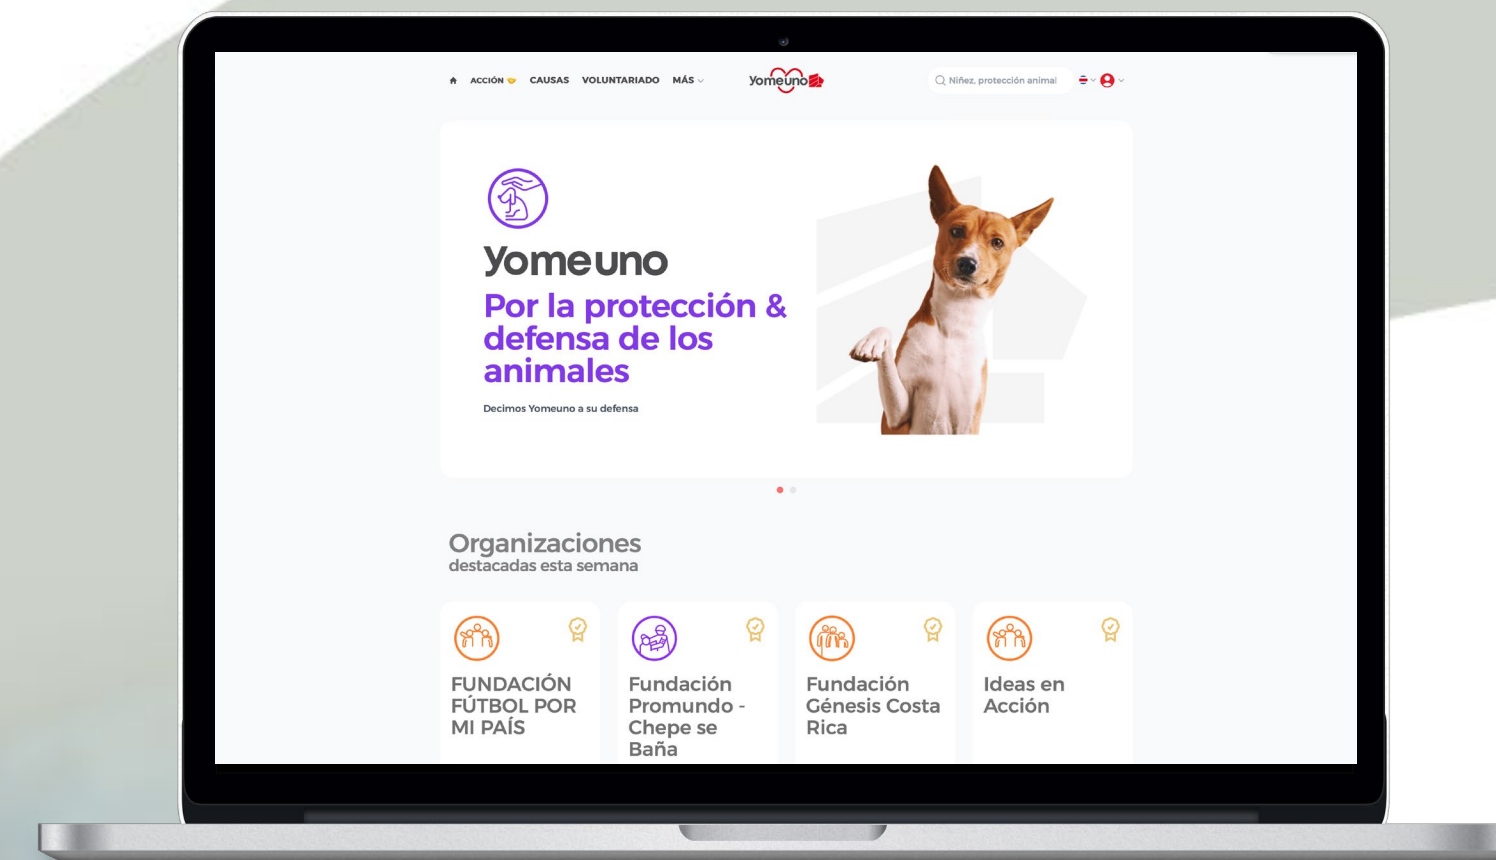 ACCIÓN CAUSAS VOLUNTARIADO MÁS Yomeuno Niñez, protección animal
Yomeuno
Por la protección &
defensa de los
animales
Decimos Yomeuno a su defensa
Organizaciones
destacadas esta semana
FUNDACIÓN
FÚTBOL POR
MI PAÍS
Fundación
Promundo -
Chepe se
Baña
Fundación
Génesis Costa
Rica
Ideas en
Acción